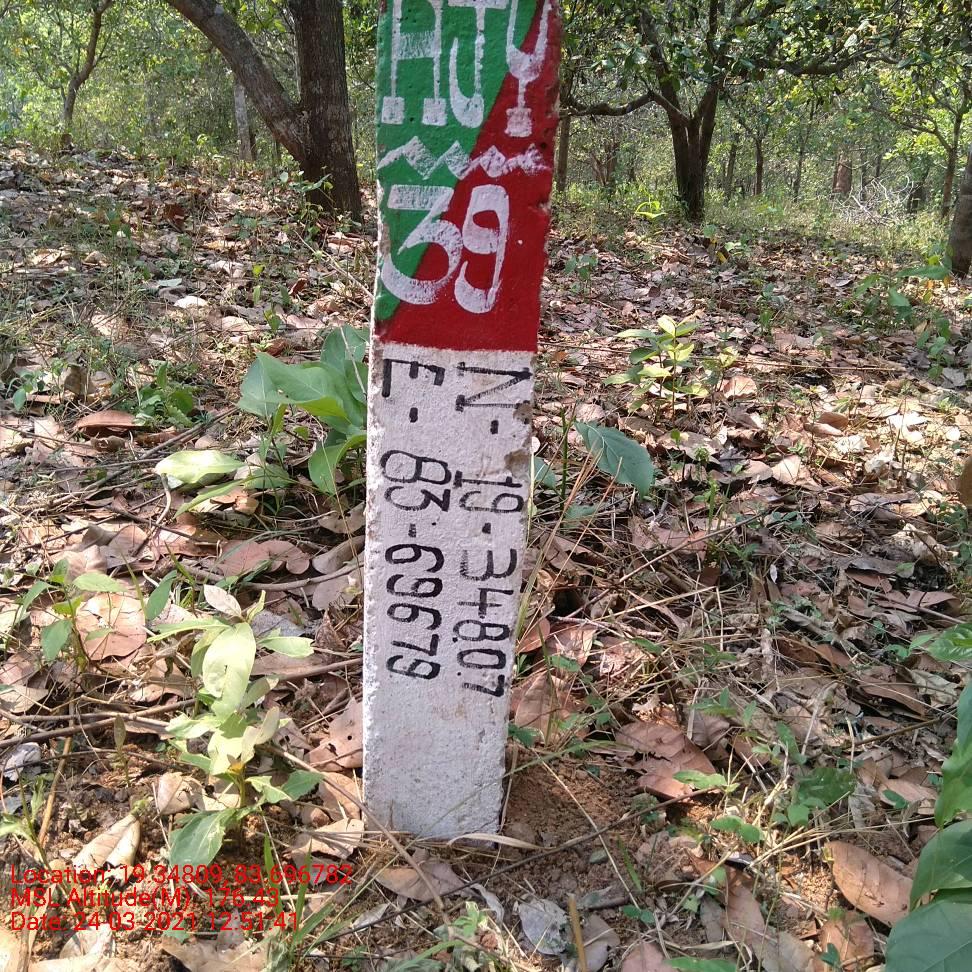 ATY
39
N- 19-34807
E- 83-69679
Location: 19.34809, 83.696782
MSL Altitude(M): 176.43
Date: 24-03-2021 12:51:41